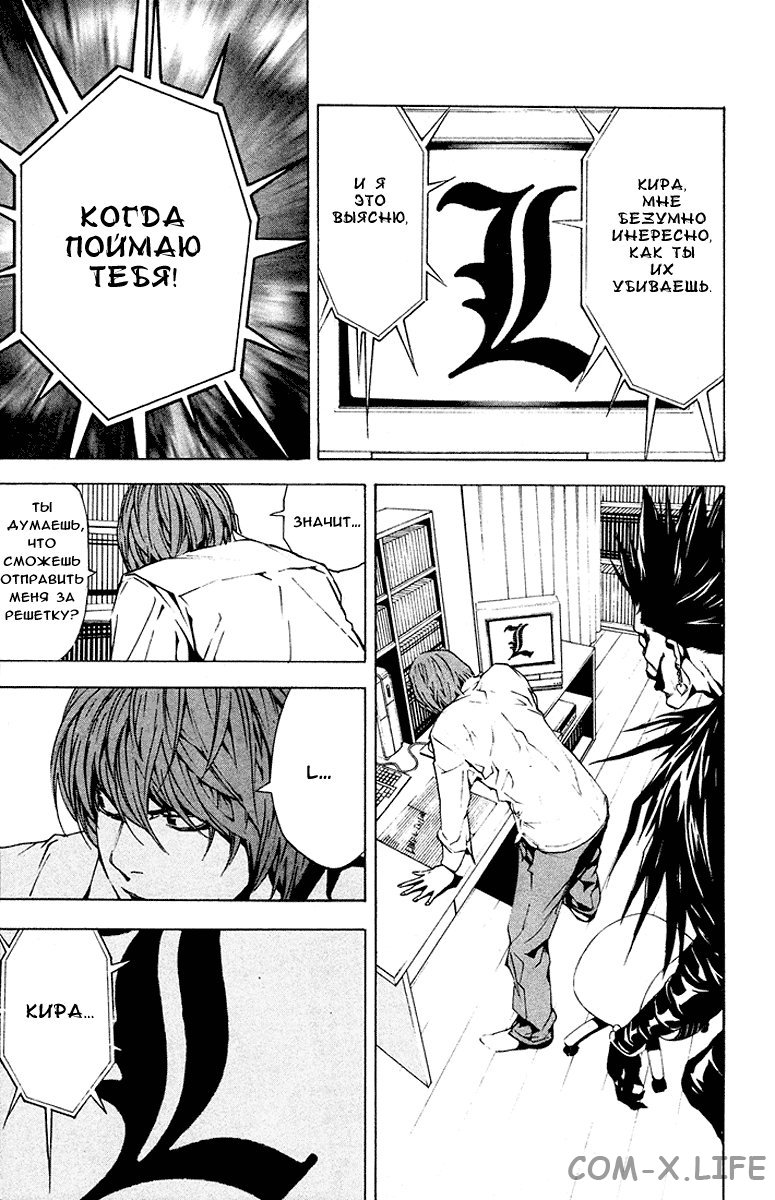 КИРА,
МНЕ
БЕЗУМНО
ИНЕРЕСНО,
КАК ТЫ
ИХ
УБИВАЕШЬ.
И Я
ЭТО
ВЫЯСНЮ,
L
КОГДА
ПОЙМАЮ
ТЕБЯ!
L
ЗНАЧИТ...
ТЫ
ДУМАЕШЬ,
ЧТО
СМОЖЕШЬ
ОТПРАВИТЬ
МЕНЯ ЗА
РЕШЕТКУ?
L...
КИРА...
L
COM-X.LIFE